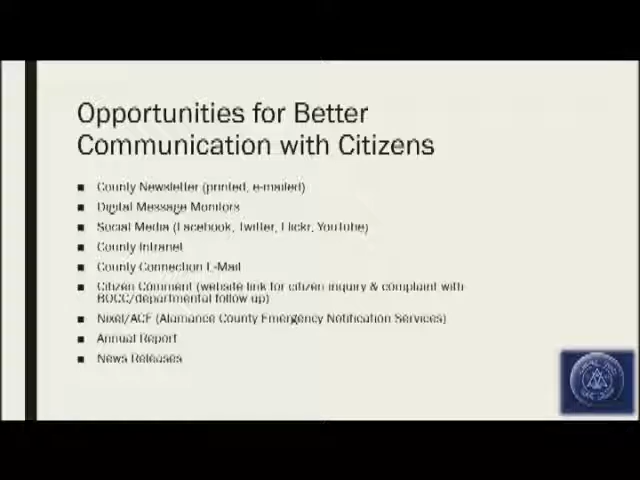 Opportunities for Better
Communication with Citizens
County Newsletter (printed, e-mailed)
Digital Message Monitors
Social Media (Facebook, Twitter, Flickr, YouTube)
County Intranet
County Connection E-Mail
Citizen Comment (website link for citizen inquiry & complaint with
BOCC/departmental follow up)
Nixel/ACE (Alamance County Emergency Notification Services)
Annual Report
News Releases